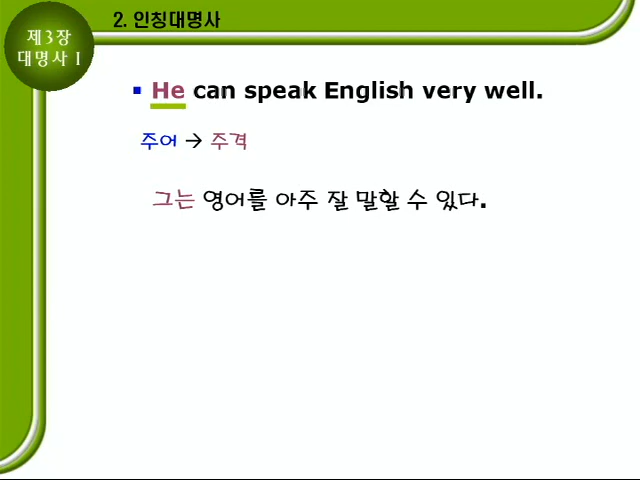 2. 인칭대명사
제3장
대명사 I
▪ He can speak English very well.
주어 → 주격
그는 영어를 아주 잘 말할 수 있다.